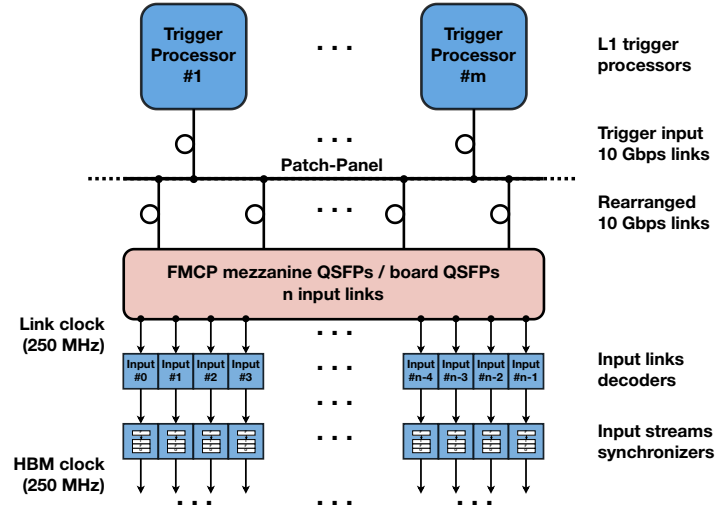 Trigger
Processor
#1
. . .
Trigger
Processor
#m
L1 trigger
processors
. . .
Trigger input
10 Gbps links
Patch-Panel
. . .
Rearranged
10 Gbps links
FMCP mezzanine QSFPs / board QSFPs
n input links
Link clock
(250 MHz)
. . .
Input
#0
Input
#1
Input
#2
Input
#3
. . .
Input
#n-4
Input
#n-3
Input
#n-2
Input
#n-1
Input links
decoders
. . .
. . .
Input streams
synchronizers
HBM clock
(250 MHz)
. . .
. . .
. . .